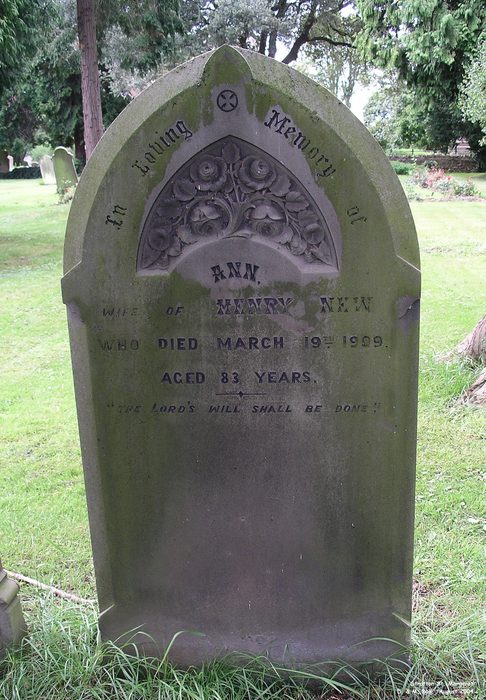 In Loving Memory of
ANN,
WIFE OF HENRY NEW
WHO DIED MARCH 19TH 1909.
AGED 83 YEARS.
"THE LORD'S WILL SHALL BE DONE"